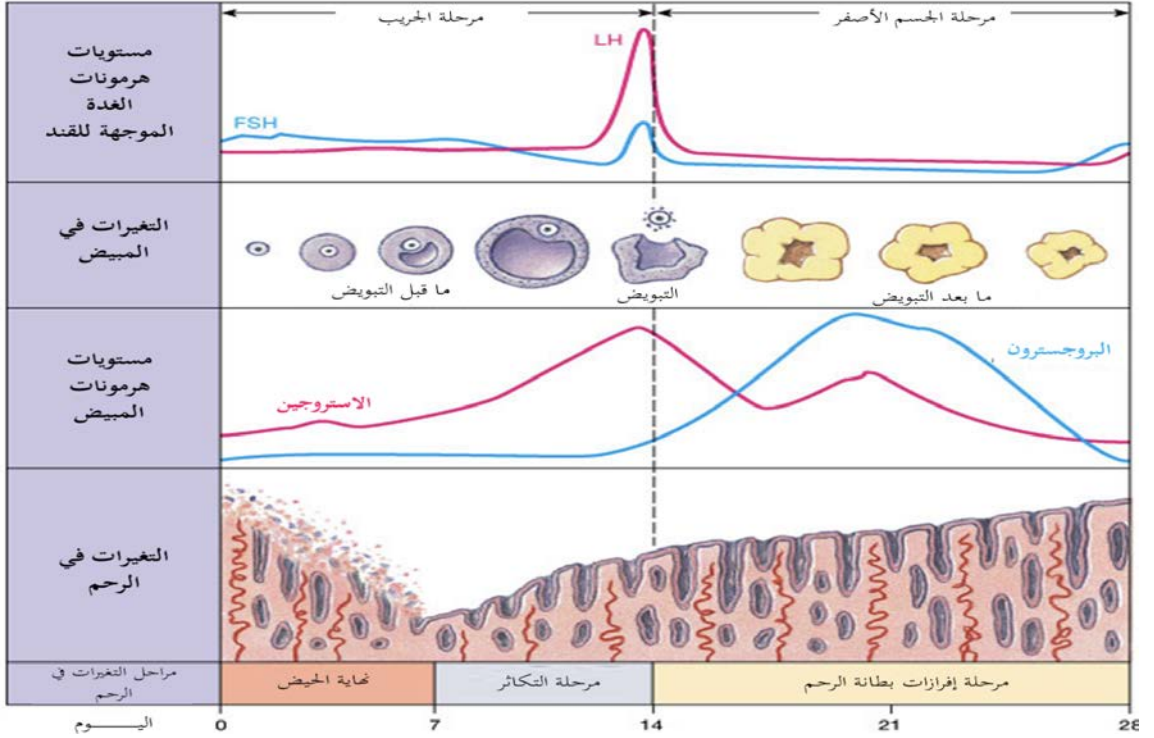 مرحلة الجريب
مرحلة الجسم الأصفر
مستويات
هرمونات
الغدة
الموجهة للقند
LH
FSH
التغيرات في
المبيض
ما قبل التبويض
التبويض
ما بعد التبويض
مستويات
هرمونات
المبيض
الاستروجين
البروجسترون
التغيرات في
الرحم
مراحل التغيرات في
الرحم
نهاية الحيض
مرحلة التكاثر
مرحلة إفرازات بطانة الرحم
اليـــــوم
0 7 14 21 28